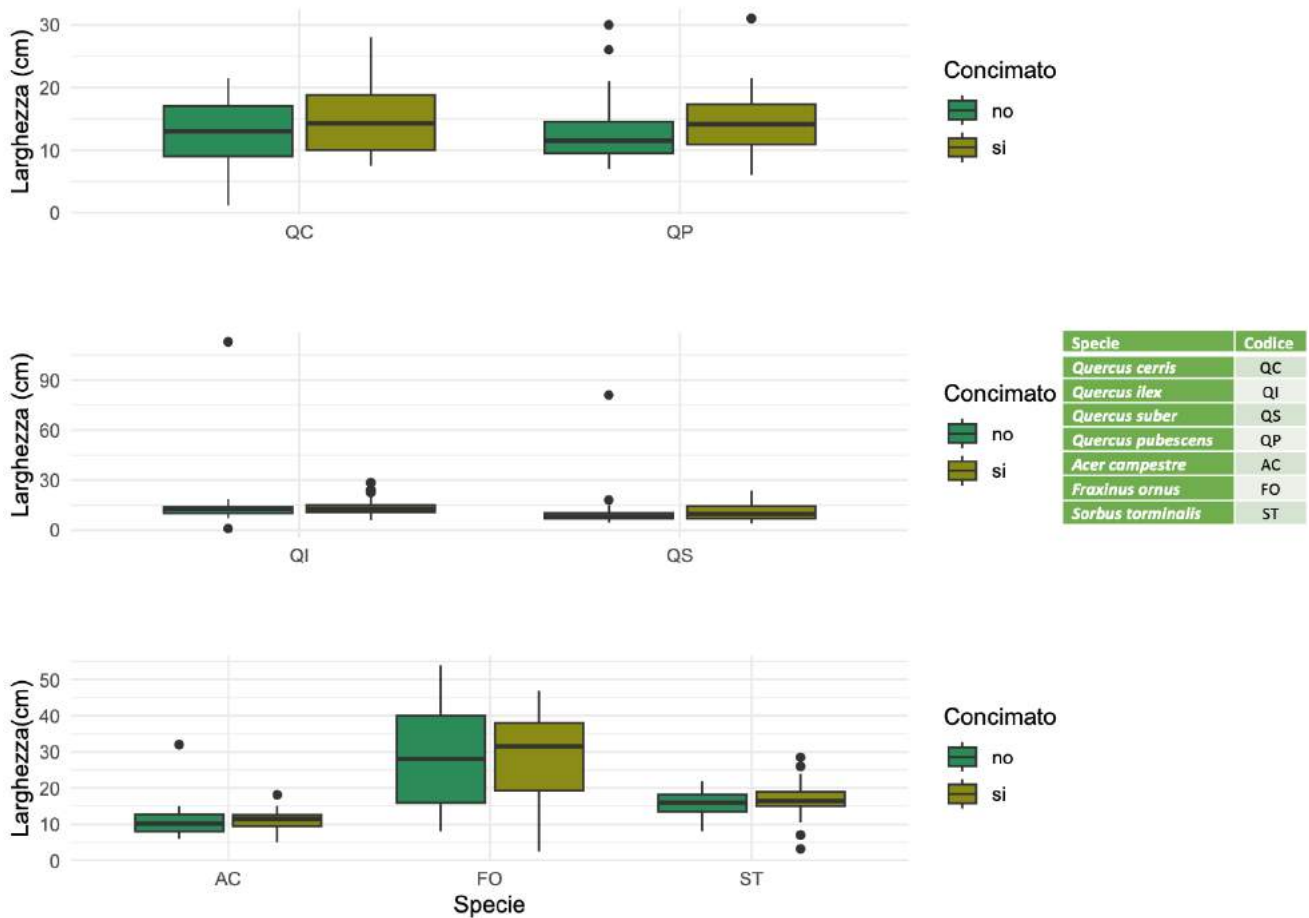 Larghezza (cm)
30
20
10
0
QC QP
Concimato
no
si
Larghezza (cm)
90
60
30
0
QI QS
Concimato
no
si
Specie Codice
Quercus cerris QC
Quercus ilex QI
Quercus suber QS
Quercus pubescens QP
Acer campestre AC
Fraxinus ornus FO
Sorbus torminalis ST
Larghezza(cm)
50
40
30
20
10
0
AC FO ST
Specie
Concimato
no
si